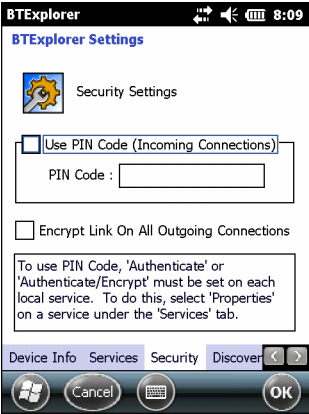 BTExplorer 8:09
BTExplorer Settings
Security Settings
Use PIN Code (Incoming Connections)
PIN Code :
Encrypt Link On All Outgoing Connections
To use PIN Code, 'Authenticate' or
'Authenticate/Encrypt' must be set on each
local service. To do this, select 'Properties'
on a service under the 'Services' tab.
Device Info Services Security Discover
Cancel OK